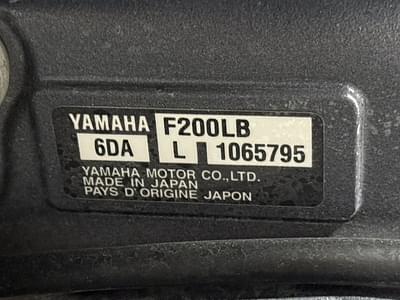 YAMAHA F200LB
6DA L 1065795
YAMAHA MOTOR CO.,LTD.
MADE IN JAPAN
PAYS D'ORIGINE JAPON